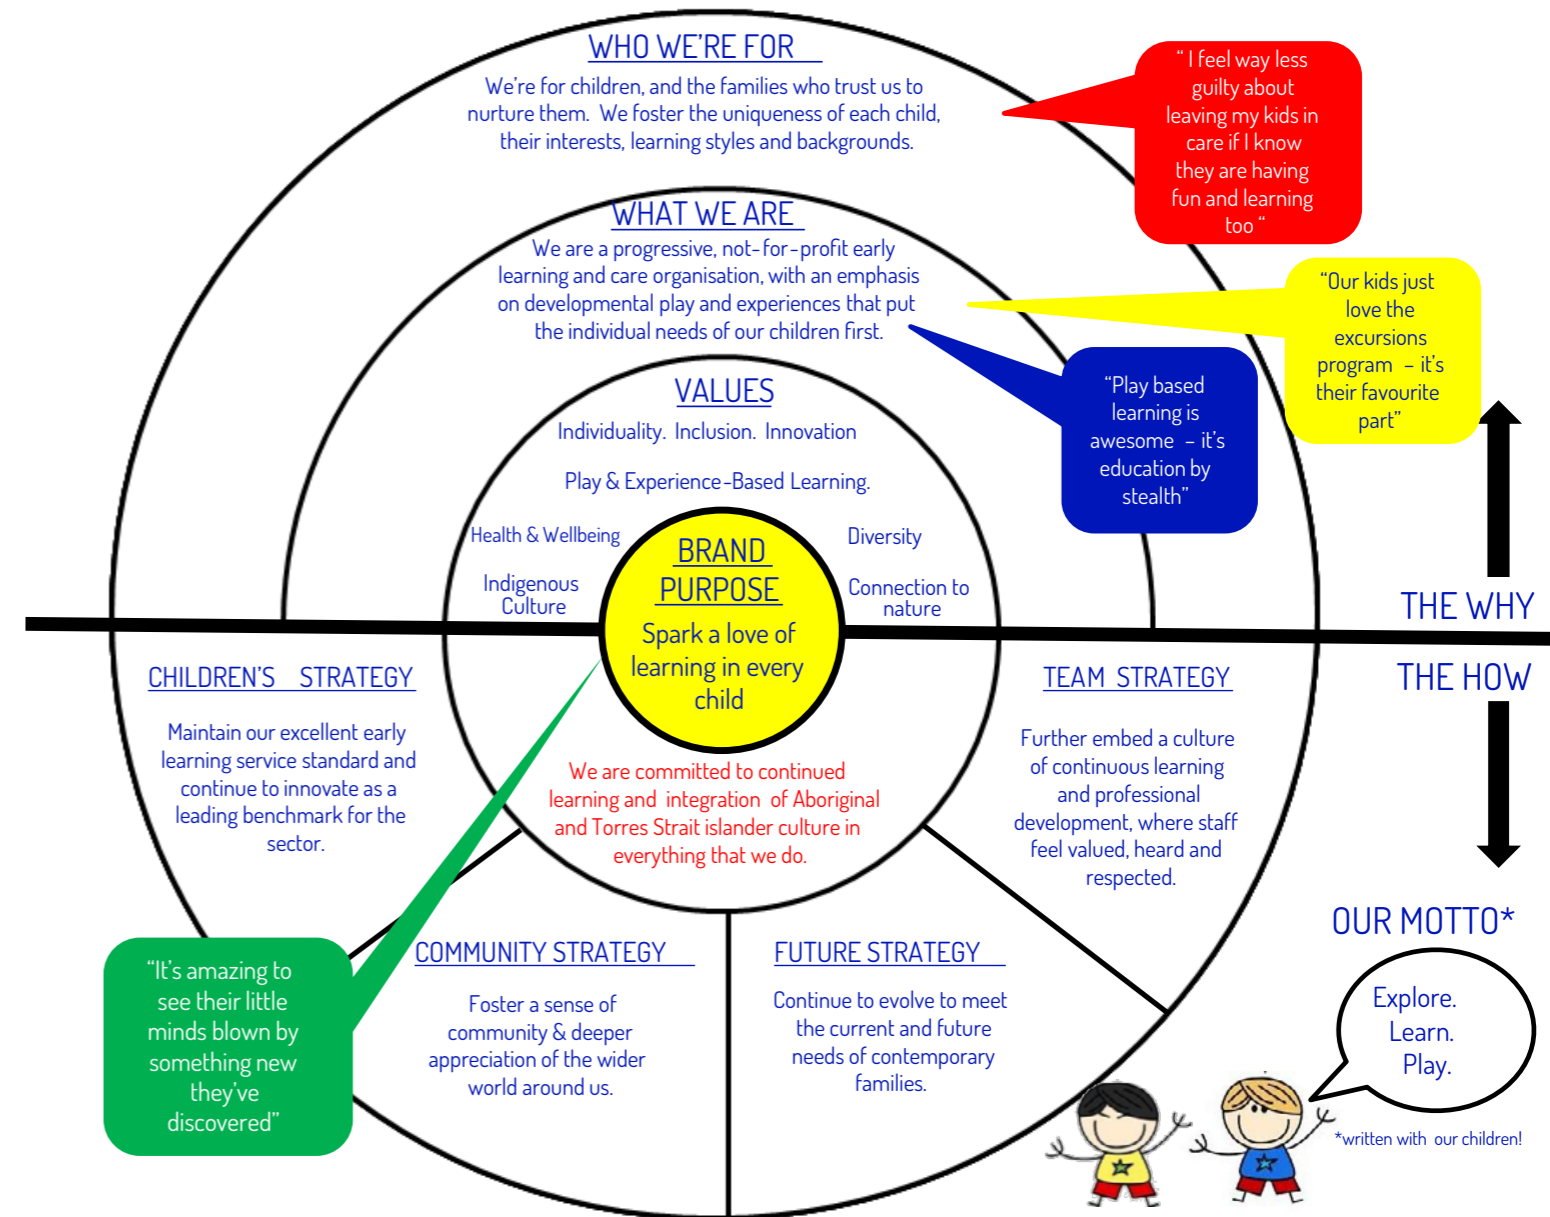 WHO WE'RE FOR
We're for children, and the families who trust us to
nurture them. We foster the uniqueness of each child,
their interests, learning styles and backgrounds.
“ I feel way less
guilty about
leaving my kids in
care if I know
they are having
fun and learning
too “
WHAT WE ARE
We are a progressive, not-for-profit early
learning and care organisation, with an emphasis
on developmental play and experiences that put
the individual needs of our children first.
“Our kids just
love the
excursions
program – it's
their favourite
part”
“Play based
learning is
awesome – it's
education by
stealth”
VALUES
Individuality. Inclusion. Innovation
Play & Experience-Based Learning.
Health & Wellbeing
Indigenous
Culture
Diversity
Connection to
nature
BRAND
PURPOSE
Spark a love of
learning in every
child
THE WHY
THE HOW
CHILDREN'S STRATEGY
Maintain our excellent early
learning service standard and
continue to innovate as a
leading benchmark for the
sector.
We are committed to continued
learning and integration of Aboriginal
and Torres Strait islander culture in
everything that we do.
TEAM STRATEGY
Further embed a culture
of continuous learning
and professional
development, where staff
feel valued, heard and
respected.
“It's amazing to
see their little
minds blown by
something new
they've
discovered”
COMMUNITY STRATEGY
Foster a sense of
community & deeper
appreciation of the wider
world around us.
FUTURE STRATEGY
Continue to evolve to meet
the current and future
needs of contemporary
families.
OUR MOTTO*
Explore.
Learn.
Play.
*written with our children!